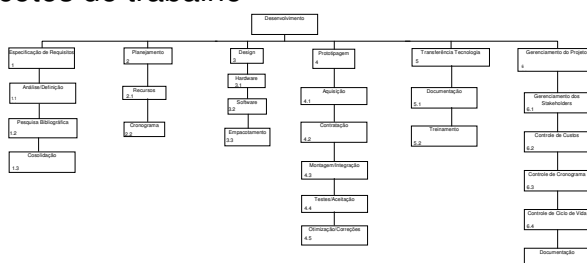 Desenvolvimento
Especificação de Requisitos
1
Planejamento
2
Design
3
Prototipagem
4
Transferência Tecnologia
5
Gerenciamento do Projeto
Análise/Definição
1.1
Pesquisa Bibliográfica
1.2
Cosolidação
1.3
Recursos
2.1
Cronograma
2.2
Hardware
3.1
Software
3.2
Empacotamento
3.3
Aquisição
4.1
Contratação
4.2
Montagem/Integração
4.3
Testes/Aceitação
4.4
Otimização/Correções
4.5
Documentação
5.1
Treinamento
5.2
Gerenciamento dos
Stakeholders
6.1
Controle de Custos
6.2
Controle de Cronograma
6.3
Controle de Ciclo de Vida
6.4
Documentação